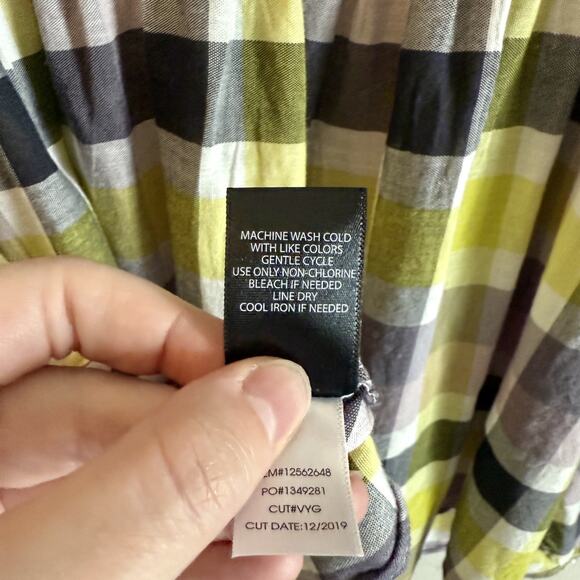 MACHINE WASH COLD
WITH LIKE COLORS
GENTLE CYCLE
USE ONLY NON-CHLORINE
BLEACH IF NEEDED
LINE DRY
COOL IRON IF NEEDED
EM#12562648
PO#1349281
CUT#VYG
CUT DATE:12/2019